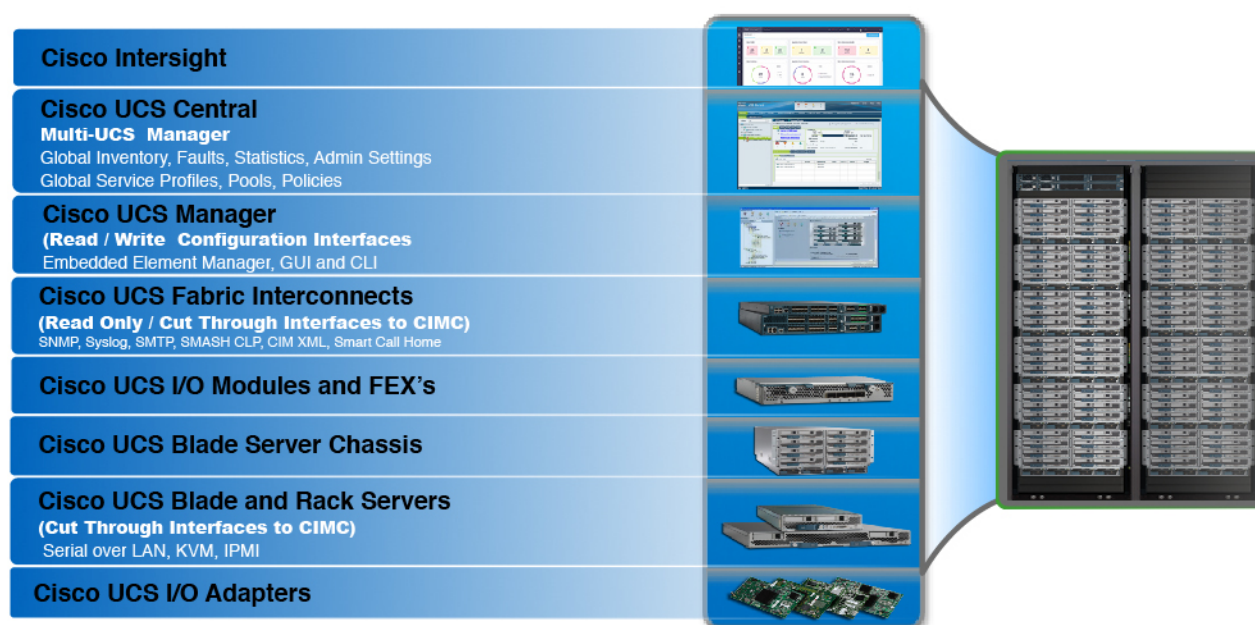 Cisco Intersight
Cisco UCS Central
Multi-UCS Manager
Global Inventory, Faults, Statistics, Admin Settings
Global Service Profiles, Pools, Policies
Cisco UCS Manager
(Read / Write Configuration Interfaces
Embedded Element Manager, GUI and CLI
Cisco UCS Fabric Interconnects
(Read Only / Cut Through Interfaces to CIMC)
SNMP, Syslog, SMTP, SMASH CLP, CIM XML, Smart Call Home
Cisco UCS I/O Modules and FEX’s
Cisco UCS Blade Server Chassis
Cisco UCS Blade and Rack Servers
(Cut Through Interfaces to CIMC)
Serial over LAN, KVM, IPMI
Cisco UCS I/O Adapters